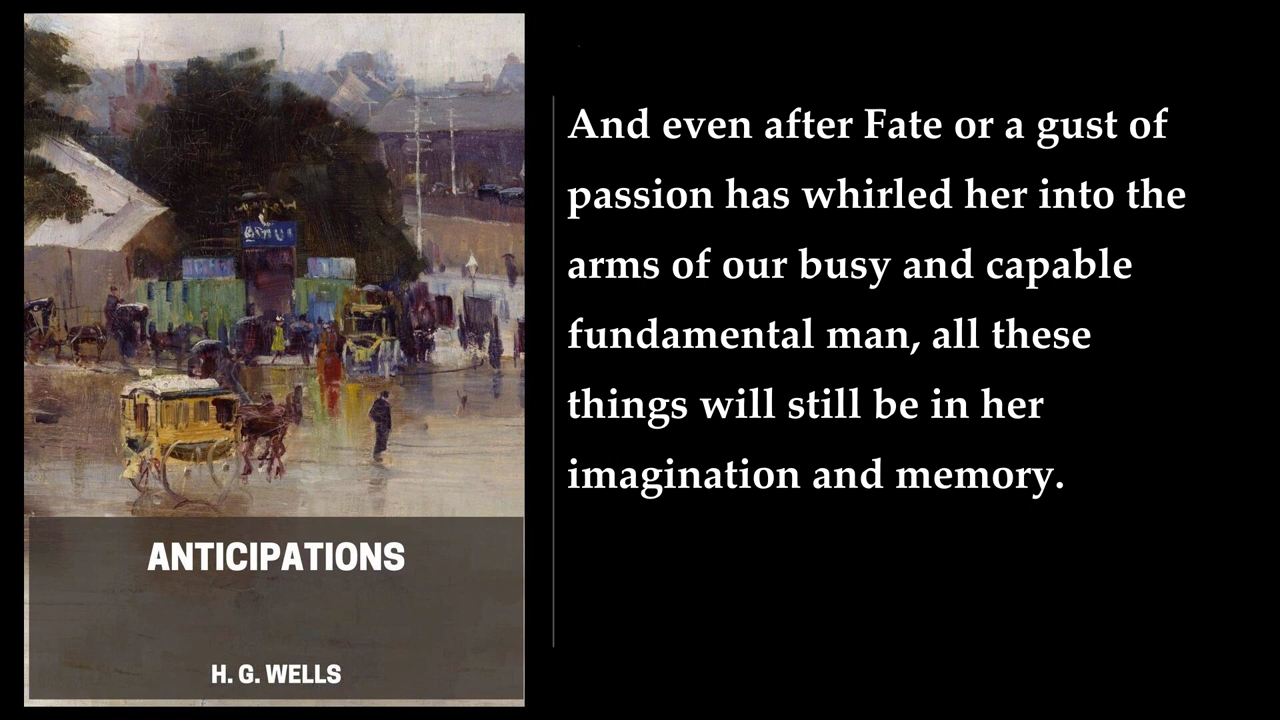 And even after Fate or a gust of
passion has whirled her into the
arms of our busy and capable
fundamental man, all these
things will still be in her
imagination and memory.
ANTICIPATIONS
H. G. WELLS